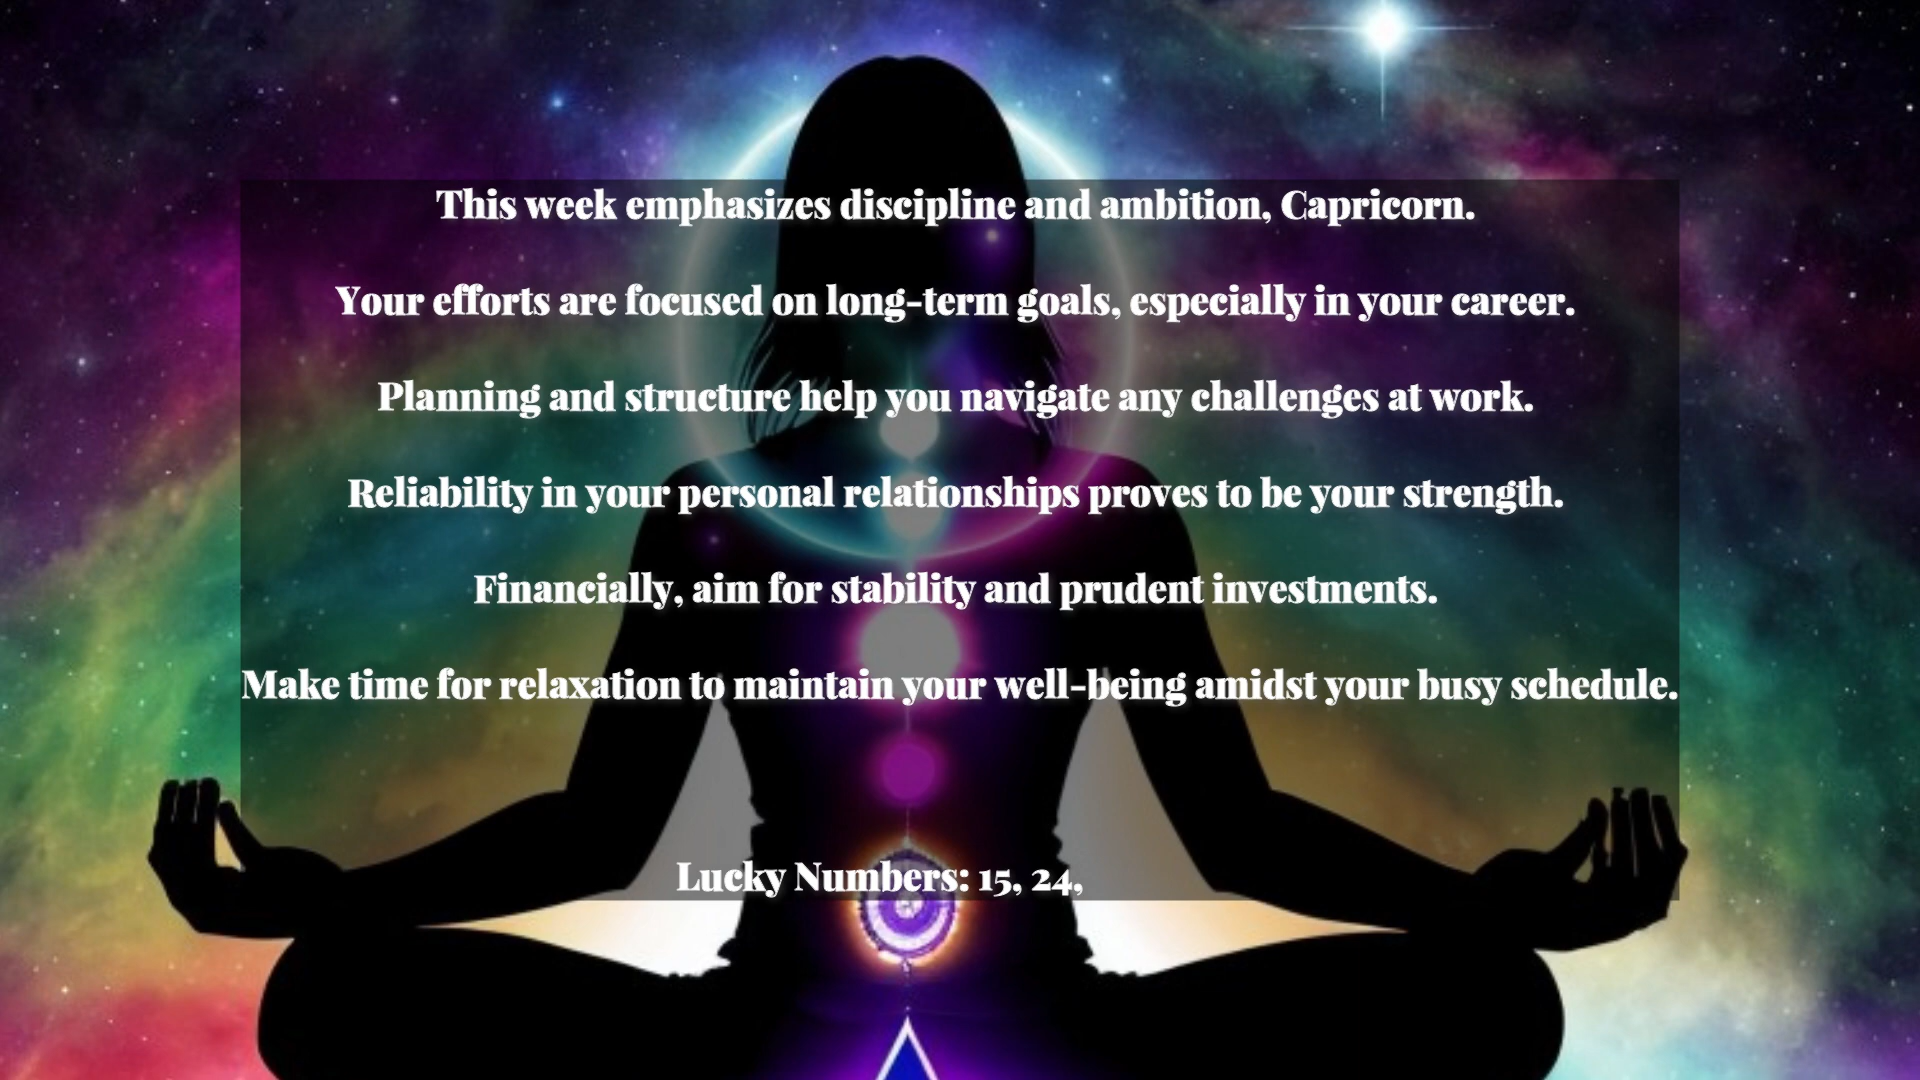 This week emphasizes discipline and ambition, Capricorn.
Your efforts are focused on long-term goals, especially in your career.
Planning and structure help you navigate any challenges at work.
Reliability in your personal relationships proves to be your strength.
Financially, aim for stability and prudent investments.
Make time for relaxation to maintain your well-being amidst your busy schedule.
Lucky Numbers: 15, 24,